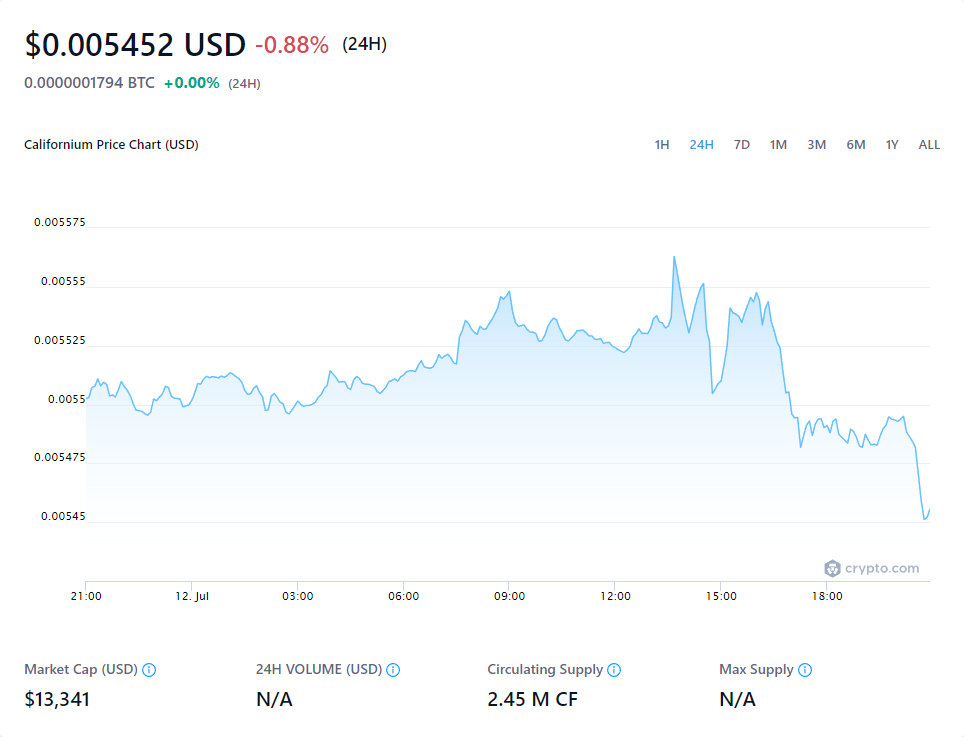 $0.005452 USD -0.88% (24H)
0.0000001794 BTC +0.00% (24H)
Californium Price Chart (USD) 1H 24H 7D 1M 3M 6M 1Y ALL
0.005575
0.00555
0.005525
0.0055
0.005475
0.00545
crypto.com
21:00 12. Jul 03:00 06:00 09:00 12:00 15:00 18:00
Market Cap (USD) 24H VOLUME (USD) Circulating Supply Max Supply
$13,341 N/A 2.45 M CF N/A